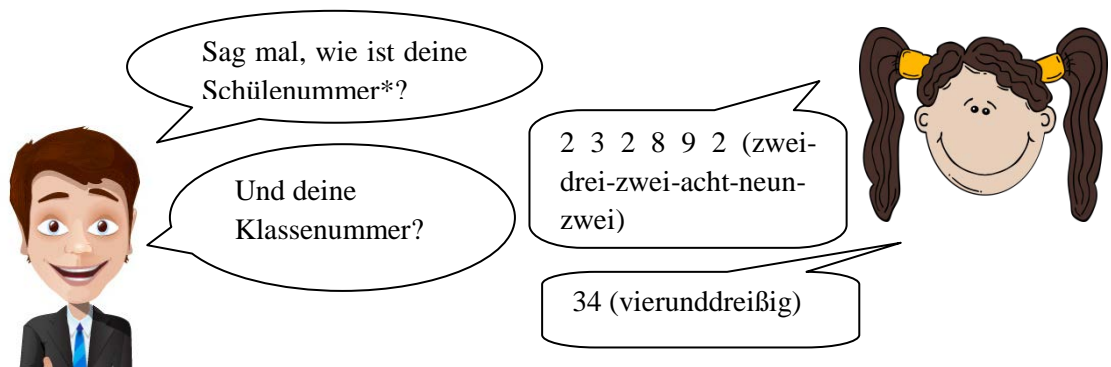 Sag mal, wie ist deine
Schülenummer*?
2 3 2 8 9 2 (zwei-
drei-zwei-acht-neun-
zwei)
Und deine
Klassenummer?
34 (vierunddreißig)